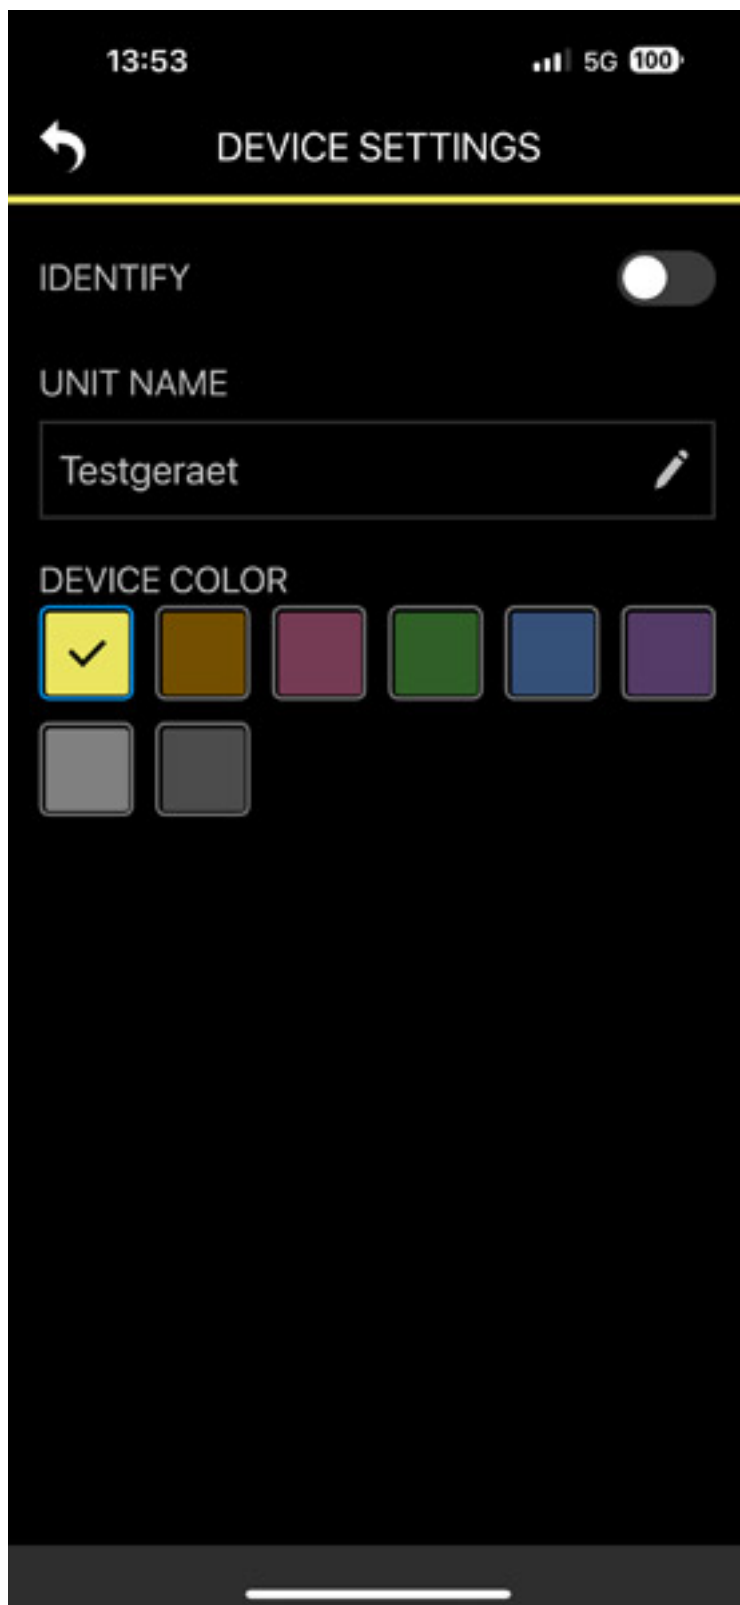 13:53 5G 100
DEVICE SETTINGS
IDENTIFY
UNIT NAME
Testgeraet
DEVICE COLOR